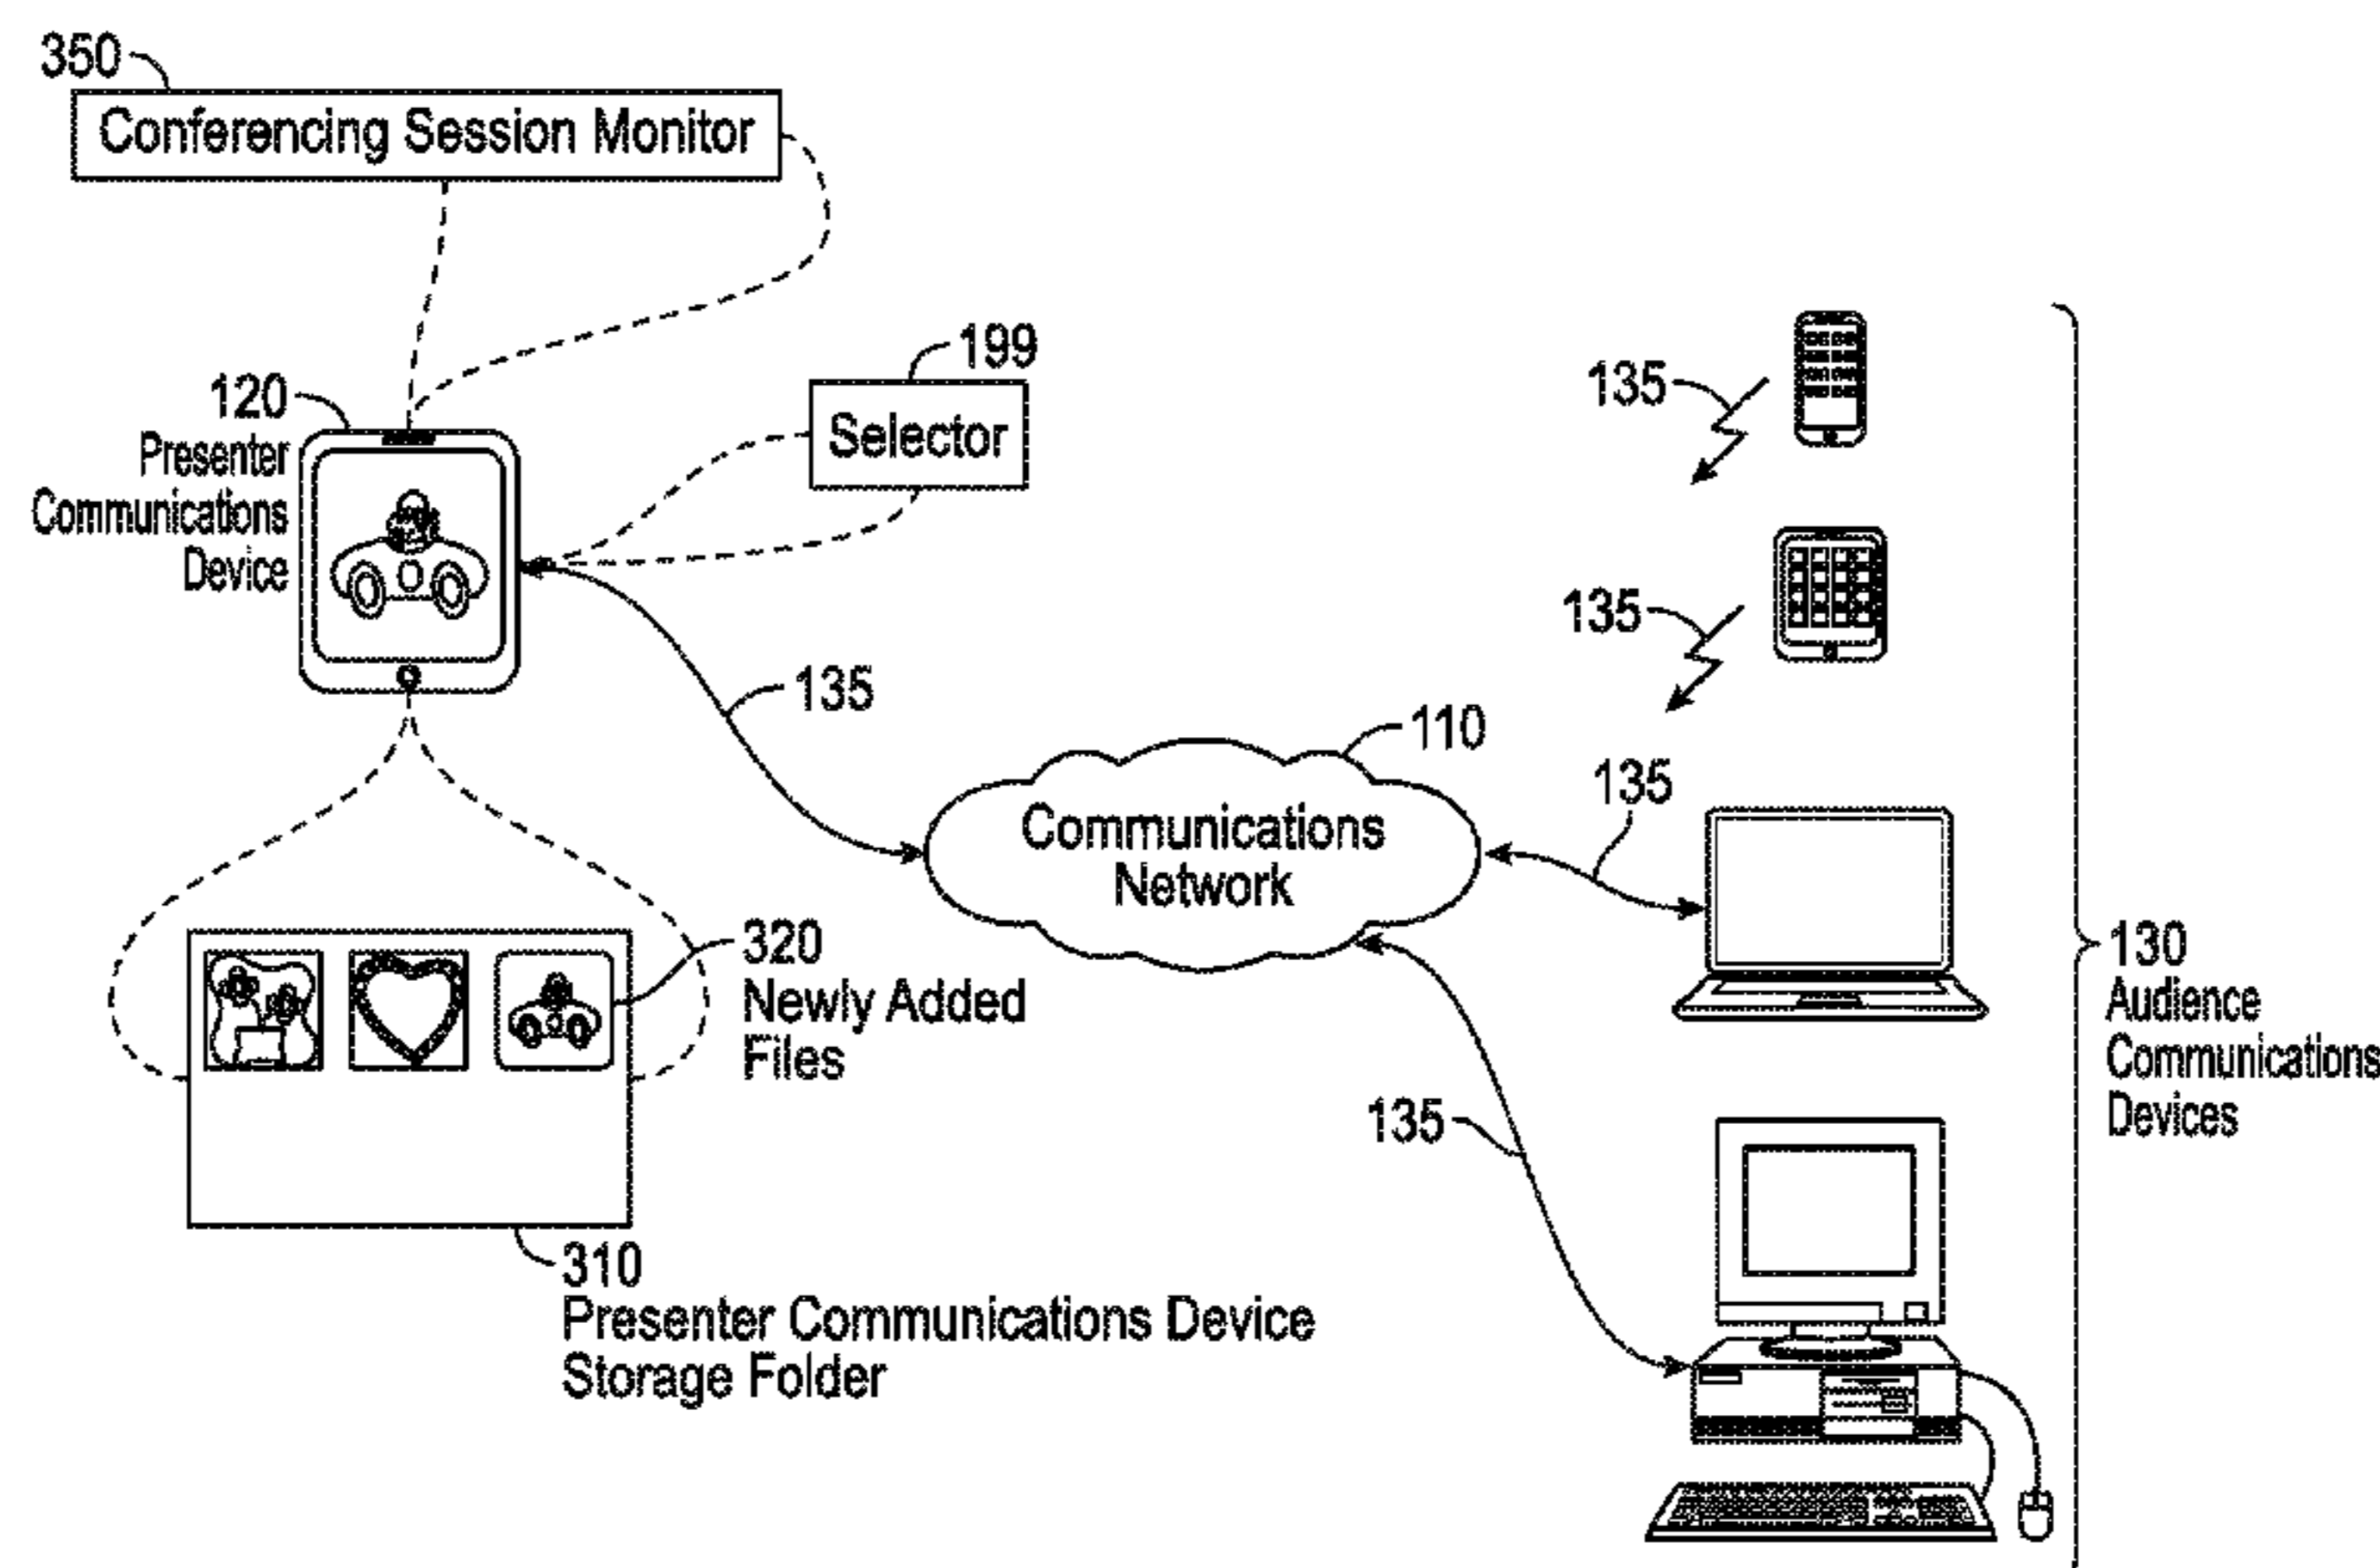 350
Conferencing Session Monitor
199
Selector
120
Presenter
Communications
Device
135
135
135
110
Communications
Network
135
320
Newly Added
Files
130
Audience
Communications
Devices
135
310
Presenter Communications Device
Storage Folder